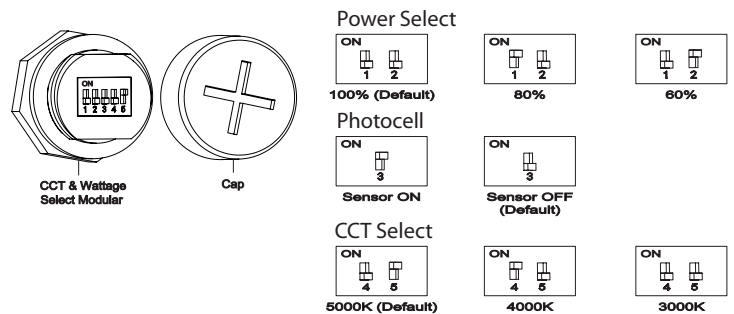 ON
1 2 3 4 5
CCT & Wattage
Select Modular
Cap
Power Select
ON
1 2
100% (Default)
ON
1 2
80%
ON
1 2
60%
Photocell
ON
3
Sensor ON
ON
3
Sensor OFF
(Default)
CCT Select
ON
4 5
5000K (Default)
ON
4 5
4000K
ON
4 5
3000K